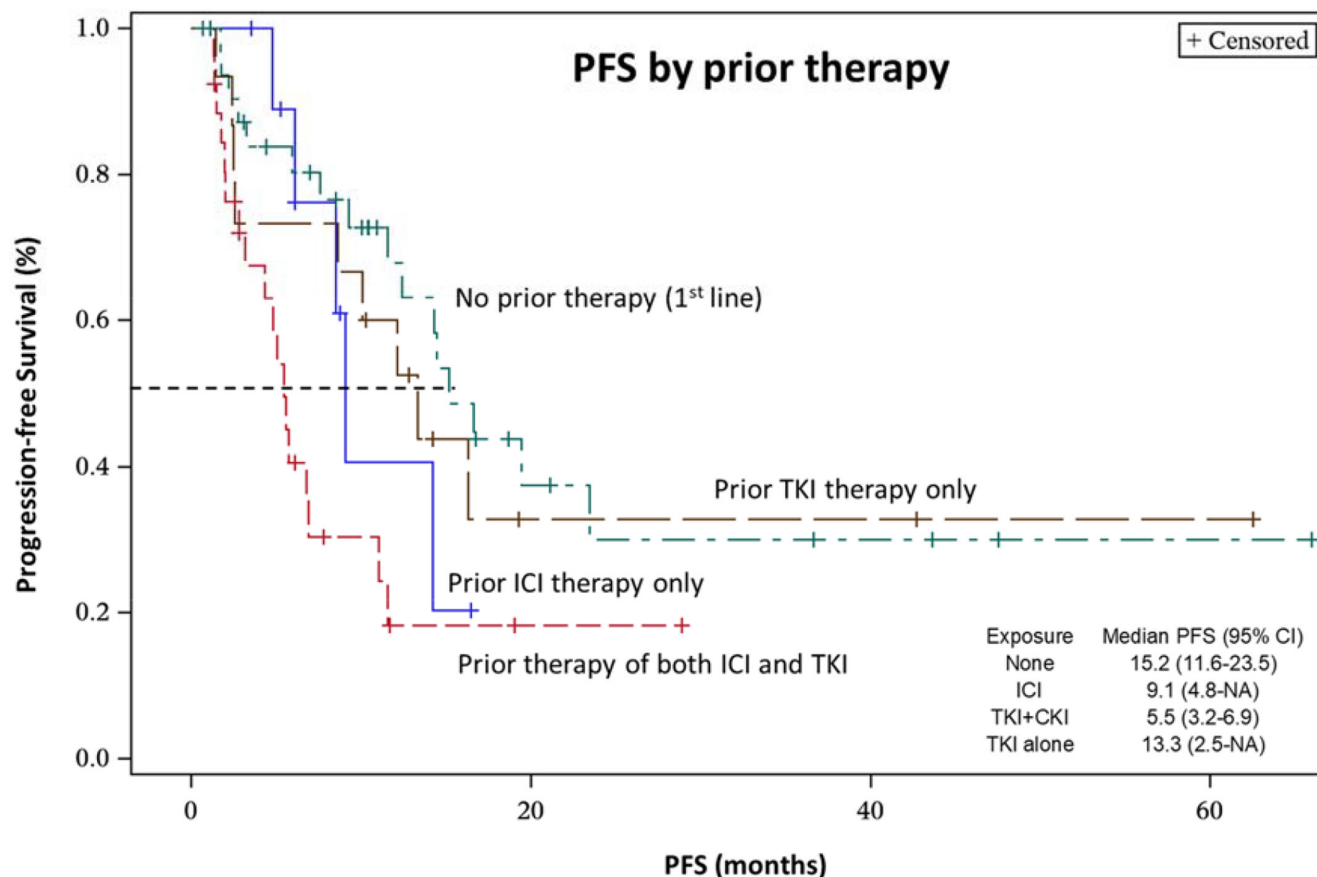 PFS by prior therapy
+ Censored
Progression-free Survival (%)
1.0
0.8
0.6
0.4
0.2
0.0
No prior therapy (1st line)
Prior TKI therapy only
Prior ICI therapy only
Prior therapy of both ICI and TKI
Exposure Median PFS (95% CI)
None 15.2 (11.6-23.5)
ICI 9.1 (4.8-NA)
TKI+CKI 5.5 (3.2-6.9)
TKI alone 13.3 (2.5-NA)
0 20 40 60
PFS (months)